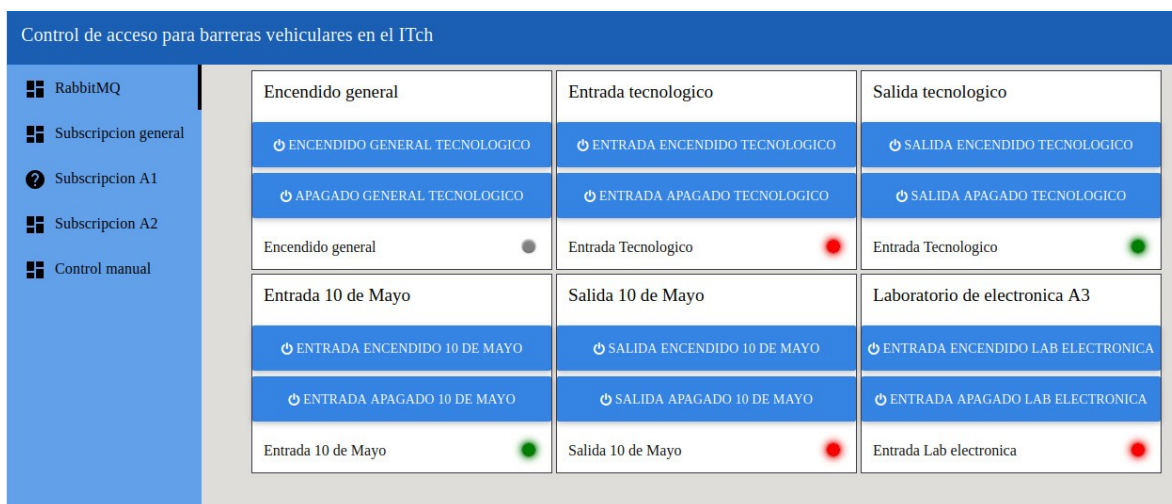 Control de acceso para barreras vehiculares en el ITch
RabbitMQ
Subscripcion general
Subscripcion A1
Subscripcion A2
Control manual
Encendido general
ENCENDIDO GENERAL TECNOLOGICO
APAGADO GENERAL TECNOLOGICO
Encendido general
Entrada tecnologico
ENTRADA ENCENDIDO TECNOLOGICO
ENTRADA APAGADO TECNOLOGICO
Entrada Tecnologico
Salida tecnologico
SALIDA ENCENDIDO TECNOLOGICO
SALIDA APAGADO TECNOLOGICO
Entrada Tecnologico
Entrada 10 de Mayo
ENTRADA ENCENDIDO 10 DE MAYO
ENTRADA APAGADO 10 DE MAYO
Entrada 10 de Mayo
Salida 10 de Mayo
SALIDA ENCENDIDO 10 DE MAYO
SALIDA APAGADO 10 DE MAYO
Salida 10 de Mayo
Laboratorio de electronica A3
ENTRADA ENCENDIDO LAB ELECTRONICA
ENTRADA APAGADO LAB ELECTRONICA
Entrada Lab electronica